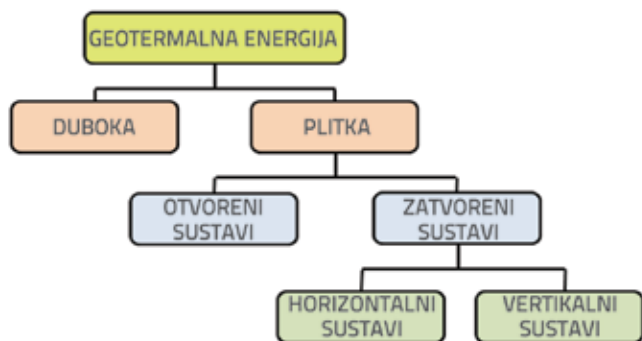 GEOTERMALNA ENERGIJA
DUBOKA
PLITKA
OTVORENI
SUSTAVI
ZATVORENI
SUSTAVI
HORIZONTALNI
SUSTAVI
VERTIKALNI
SUSTAVI